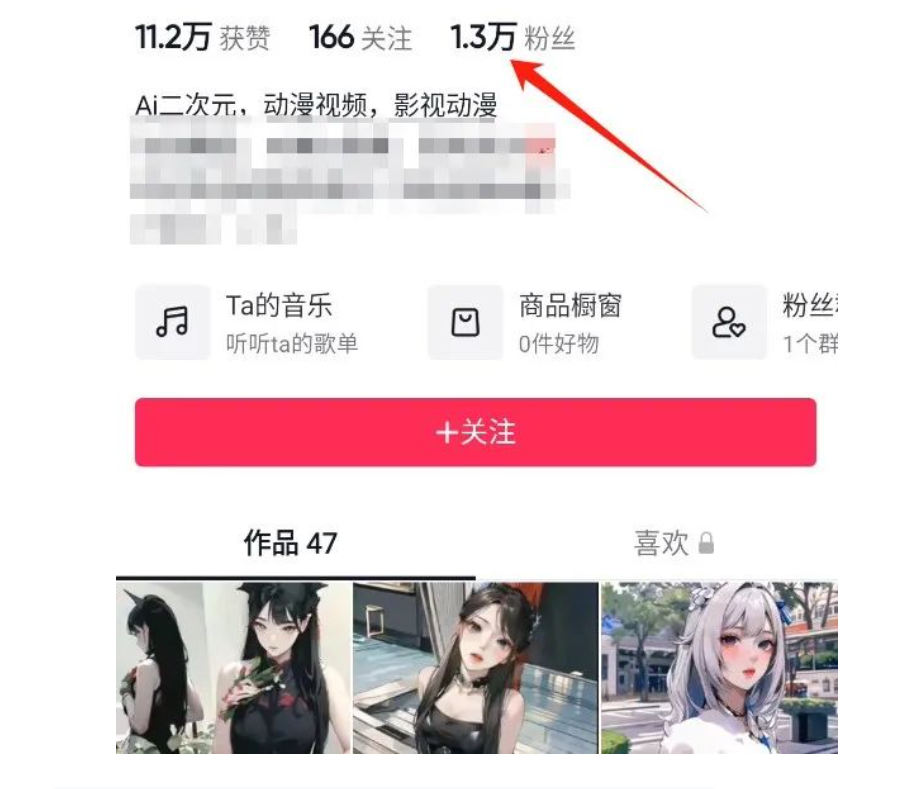 11.2万 获赞 166 关注 1.3万 粉丝
Ai二次元，动漫视频，影视动漫
Ta的音乐 商品橱窗 粉丝
听听ta的歌单 0件好物 1个群
+关注
作品 47 喜欢